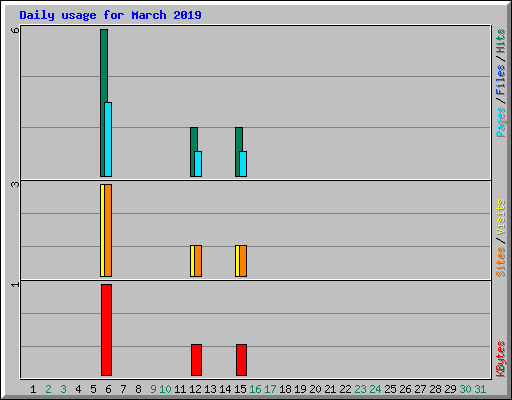 Daily usage for March 2019
6
3
1
Pages / Files / Hits
Sites / Visits
KBytes
1 2 3 4 5 6 7 8 9 10 11 12 13 14 15 16 17 18 19 20 21 22 23 24 25 26 27 28 29 30 31